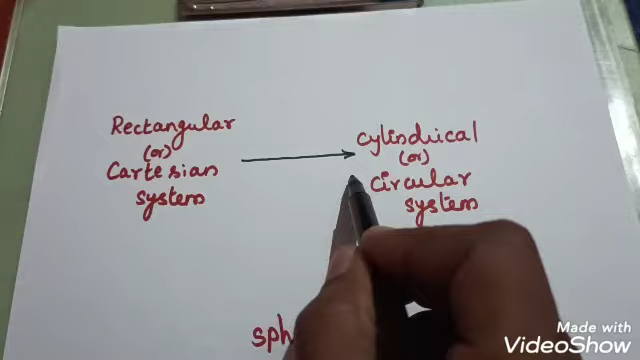 Rectangular
(or)
Cartesian
system
cylindrical
(or)
circular
system
sph
Made with
VideoShow